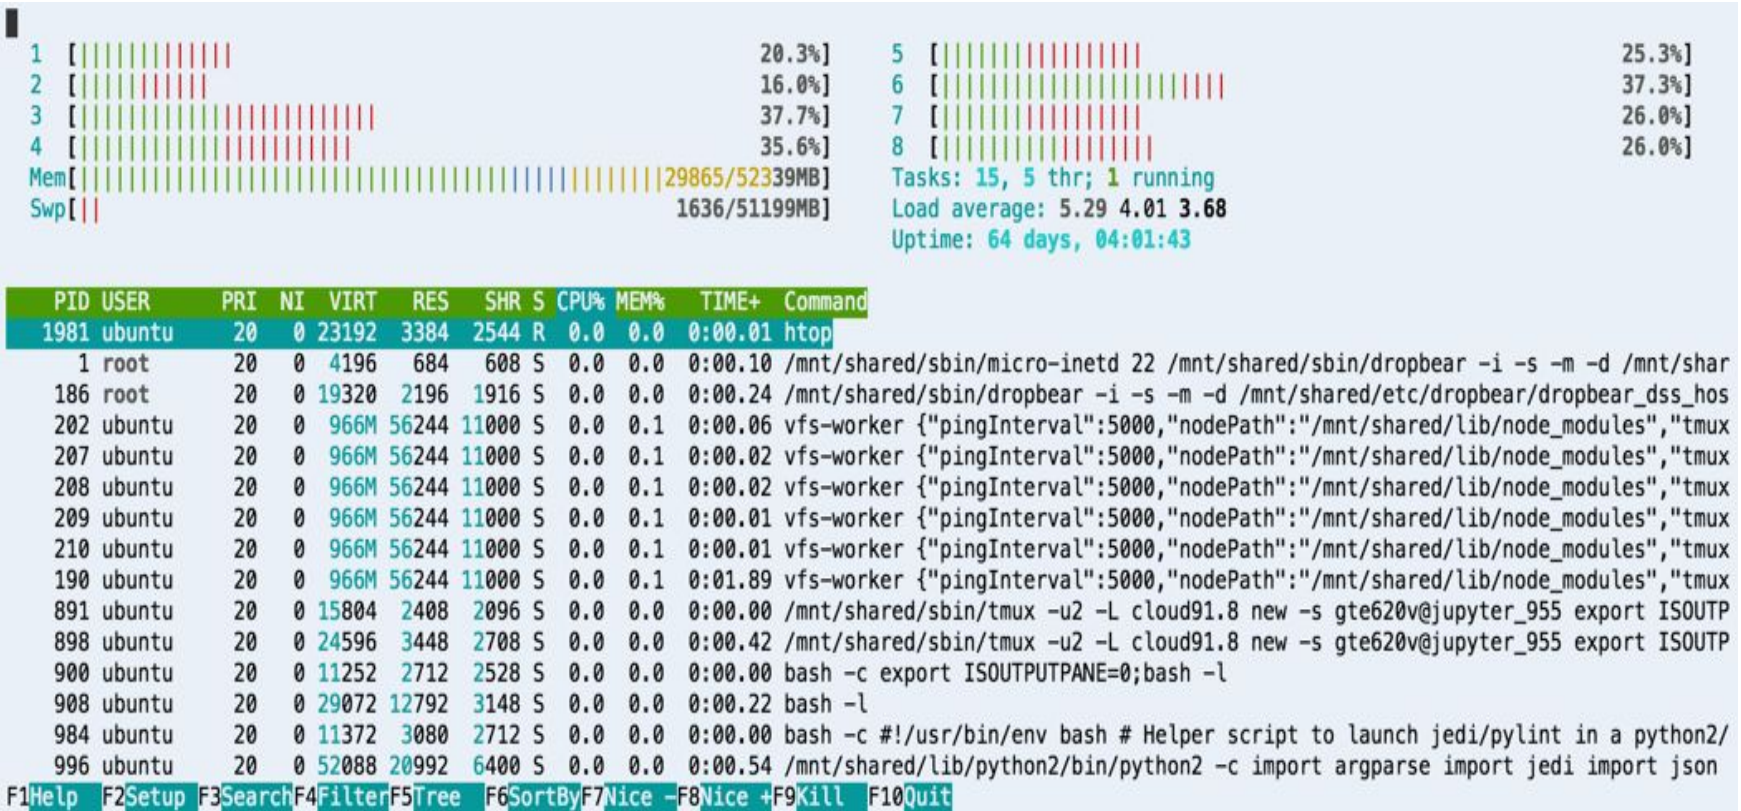 1 [||||||||||||| 20.3%] 5 [||||||||||||||||| 25.3%]
2 [||||||||||| 16.0%] 6 [|||||||||||||||||||||||| 37.3%]
3 [||||||||||||||||||||||||| 37.7%] 7 [||||||||||||||||| 26.0%]
4 [||||||||||||||||||||||| 35.6%] 8 [|||||||||||||||||| 26.0%]
Mem[|||||||||||||||||||||||||||||||||||||||||||||||||29865/52339MB] Tasks: 15, 5 thr; 1 running
Swp[|| 1636/51199MB] Load average: 5.29 4.01 3.68
Uptime: 64 days, 04:01:43
PID USER PRI NI VIRT RES SHR S CPU% MEM% TIME+ Command
1981 ubuntu 20 0 23192 3384 2544 R 0.0 0.0 0:00.01 htop
1 root 20 0 4196 684 608 S 0.0 0.0 0:00.10 /mnt/shared/sbin/micro-inetd 22 /mnt/shared/sbin/dropbear -i -s -m -d /mnt/shar
186 root 20 0 19320 2196 1916 S 0.0 0.0 0:00.24 /mnt/shared/sbin/dropbear -i -s -m -d /mnt/shared/etc/dropbear/dropbear_dss_hos
202 ubuntu 20 0 966M 56244 11000 S 0.0 0.1 0:00.06 vfs-worker {"pingInterval":5000,"nodePath":"/mnt/shared/lib/node_modules","tmux
207 ubuntu 20 0 966M 56244 11000 S 0.0 0.1 0:00.02 vfs-worker {"pingInterval":5000,"nodePath":"/mnt/shared/lib/node_modules","tmux
208 ubuntu 20 0 966M 56244 11000 S 0.0 0.1 0:00.02 vfs-worker {"pingInterval":5000,"nodePath":"/mnt/shared/lib/node_modules","tmux
209 ubuntu 20 0 966M 56244 11000 S 0.0 0.1 0:00.01 vfs-worker {"pingInterval":5000,"nodePath":"/mnt/shared/lib/node_modules","tmux
210 ubuntu 20 0 966M 56244 11000 S 0.0 0.1 0:00.01 vfs-worker {"pingInterval":5000,"nodePath":"/mnt/shared/lib/node_modules","tmux
190 ubuntu 20 0 966M 56244 11000 S 0.0 0.1 0:01.89 vfs-worker {"pingInterval":5000,"nodePath":"/mnt/shared/lib/node_modules","tmux
891 ubuntu 20 0 15804 2408 2096 S 0.0 0.0 0:00.00 /mnt/shared/sbin/tmux -u2 -L cloud91.8 new -s gte620v@jupyter_955 export ISOUTP
898 ubuntu 20 0 24596 3448 2708 S 0.0 0.0 0:00.42 /mnt/shared/sbin/tmux -u2 -L cloud91.8 new -s gte620v@jupyter_955 export ISOUTP
900 ubuntu 20 0 11252 2712 2528 S 0.0 0.0 0:00.00 bash -c export ISOUTPUTPANE=0;bash -l
908 ubuntu 20 0 29072 12792 3148 S 0.0 0.0 0:00.22 bash -l
984 ubuntu 20 0 11372 3080 2712 S 0.0 0.0 0:00.00 bash -c #!/usr/bin/env bash # Helper script to launch jedi/pylint in a python2/
996 ubuntu 20 0 52088 20992 6400 S 0.0 0.0 0:00.54 /mnt/shared/lib/python2/bin/python2 -c import argparse import jedi import json
F1Help F2Setup F3SearchF4FilterF5Tree F6SortByF7Nice -F8Nice +F9Kill F10Quit